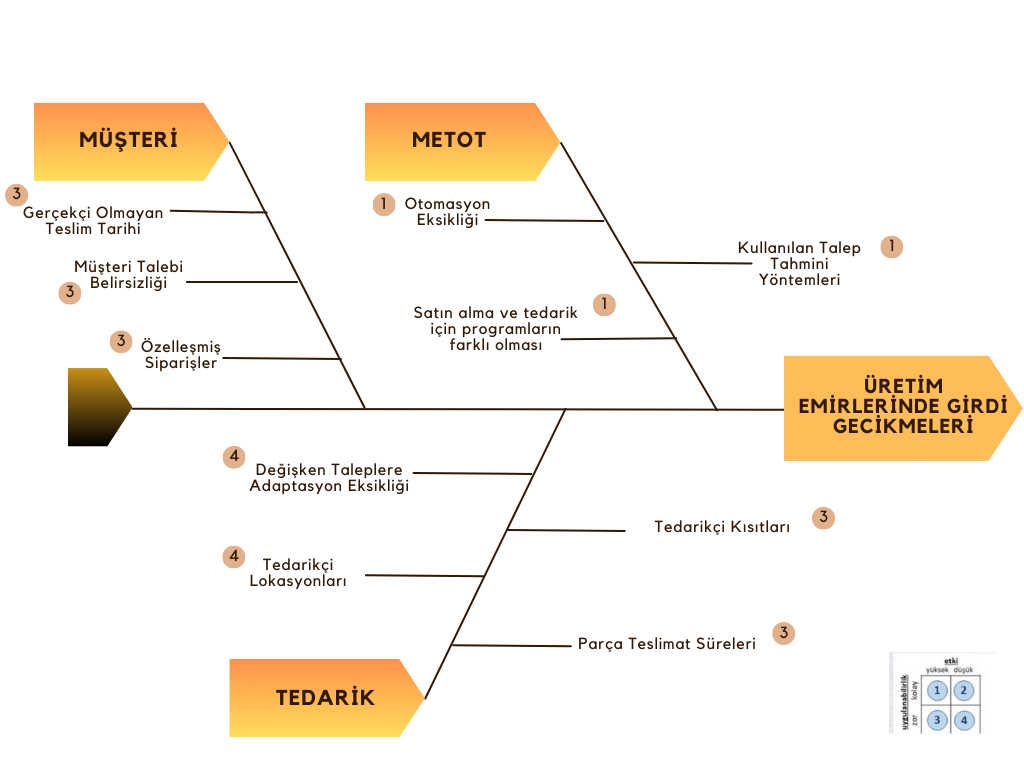 MÜŞTERİ
METOT
3
Gerçekçi Olmayan
Teslim Tarihi
1
Otomasyon
Eksikliği
Müşteri Talebi
Belirsizliği
3
Kullanılan Talep
Tahmini
Yöntemleri
1
3
Özelleşmiş
Siparişler
Satın alma ve tedarik
için programların
farklı olması
1
ÜRETİM
EMİRLERİNDE GİRDİ
GECİKMELERİ
4
Değişken Taleplere
Adaptasyon Eksikliği
Tedarikçi Kısıtları
3
4
Tedarikçi
Lokasyonları
Parça Teslimat Süreleri
3
TEDARİK
etki
yüksek düşük
uygulanabilirlik
kolay
1 2
zor
3 4